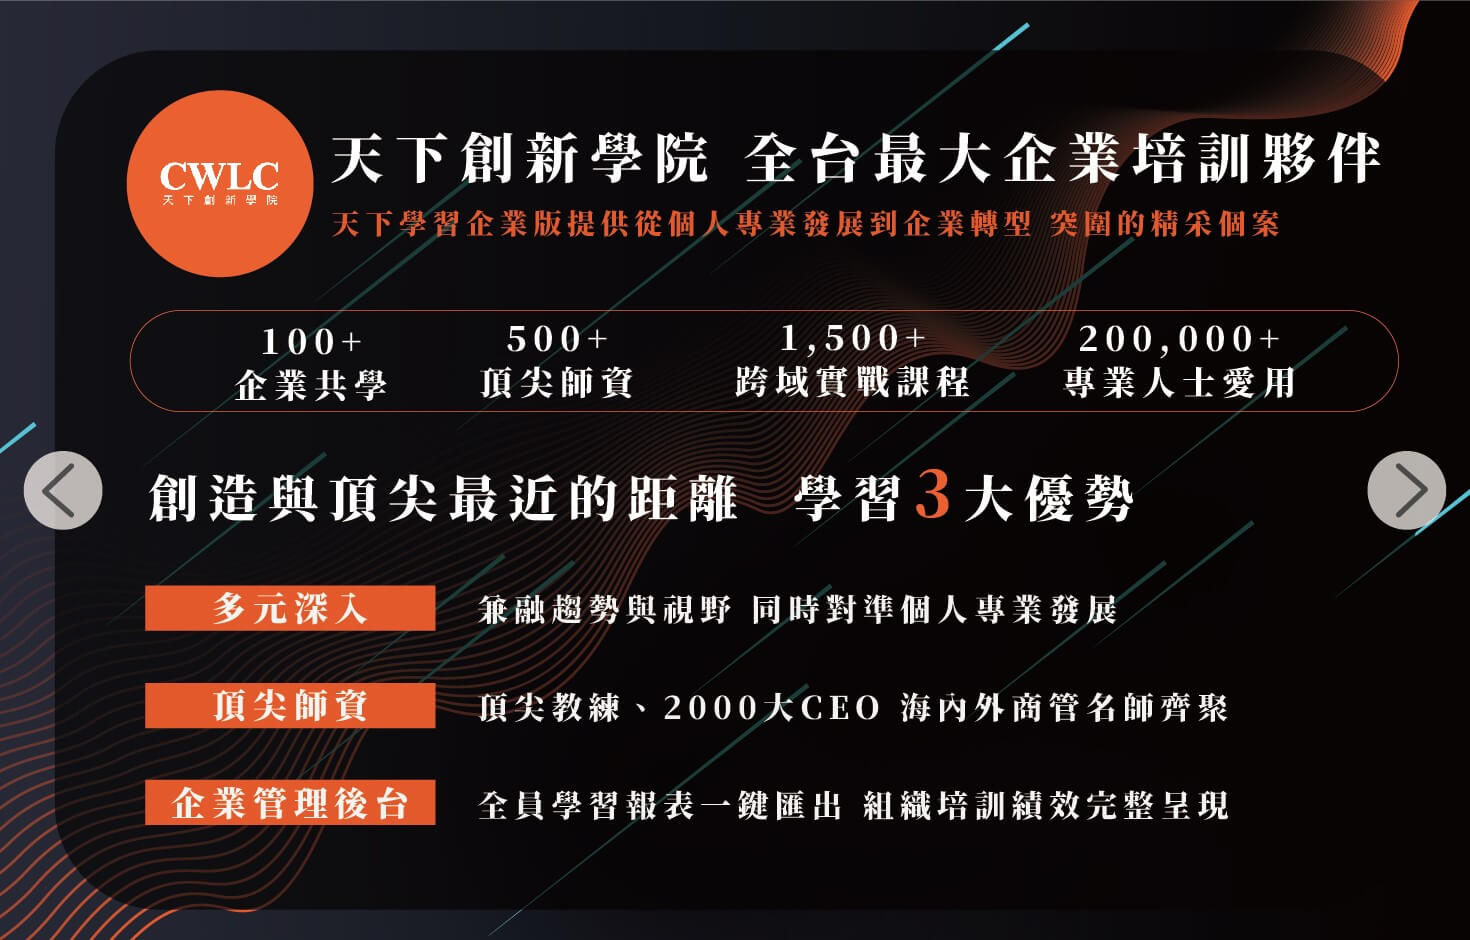 CWLC
天下創新學院
天下創新學院 全台最大企業培訓夥伴
天下學習企業版提供從個人專業發展到企業轉型 突圍的精采個案
100+
企業共學
500+
頂尖師資
1,500+
跨域實戰課程
200,000+
專業人士愛用
創造與頂尖最近的距離 學習3大優勢
多元深入
兼融趨勢與視野 同時對準個人專業發展
頂尖師資
頂尖教練、2000大CEO 海內外商管名師齊聚
企業管理後台
全員學習報表一鍵匯出 組織培訓績效完整呈現